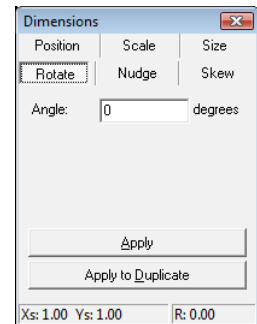 Dimensions
Position Scale Size
Rotate Nudge Skew
Angle: 0 degrees
Apply
Apply to Duplicate
Xs: 1.00 Ys: 1.00 R: 0.00